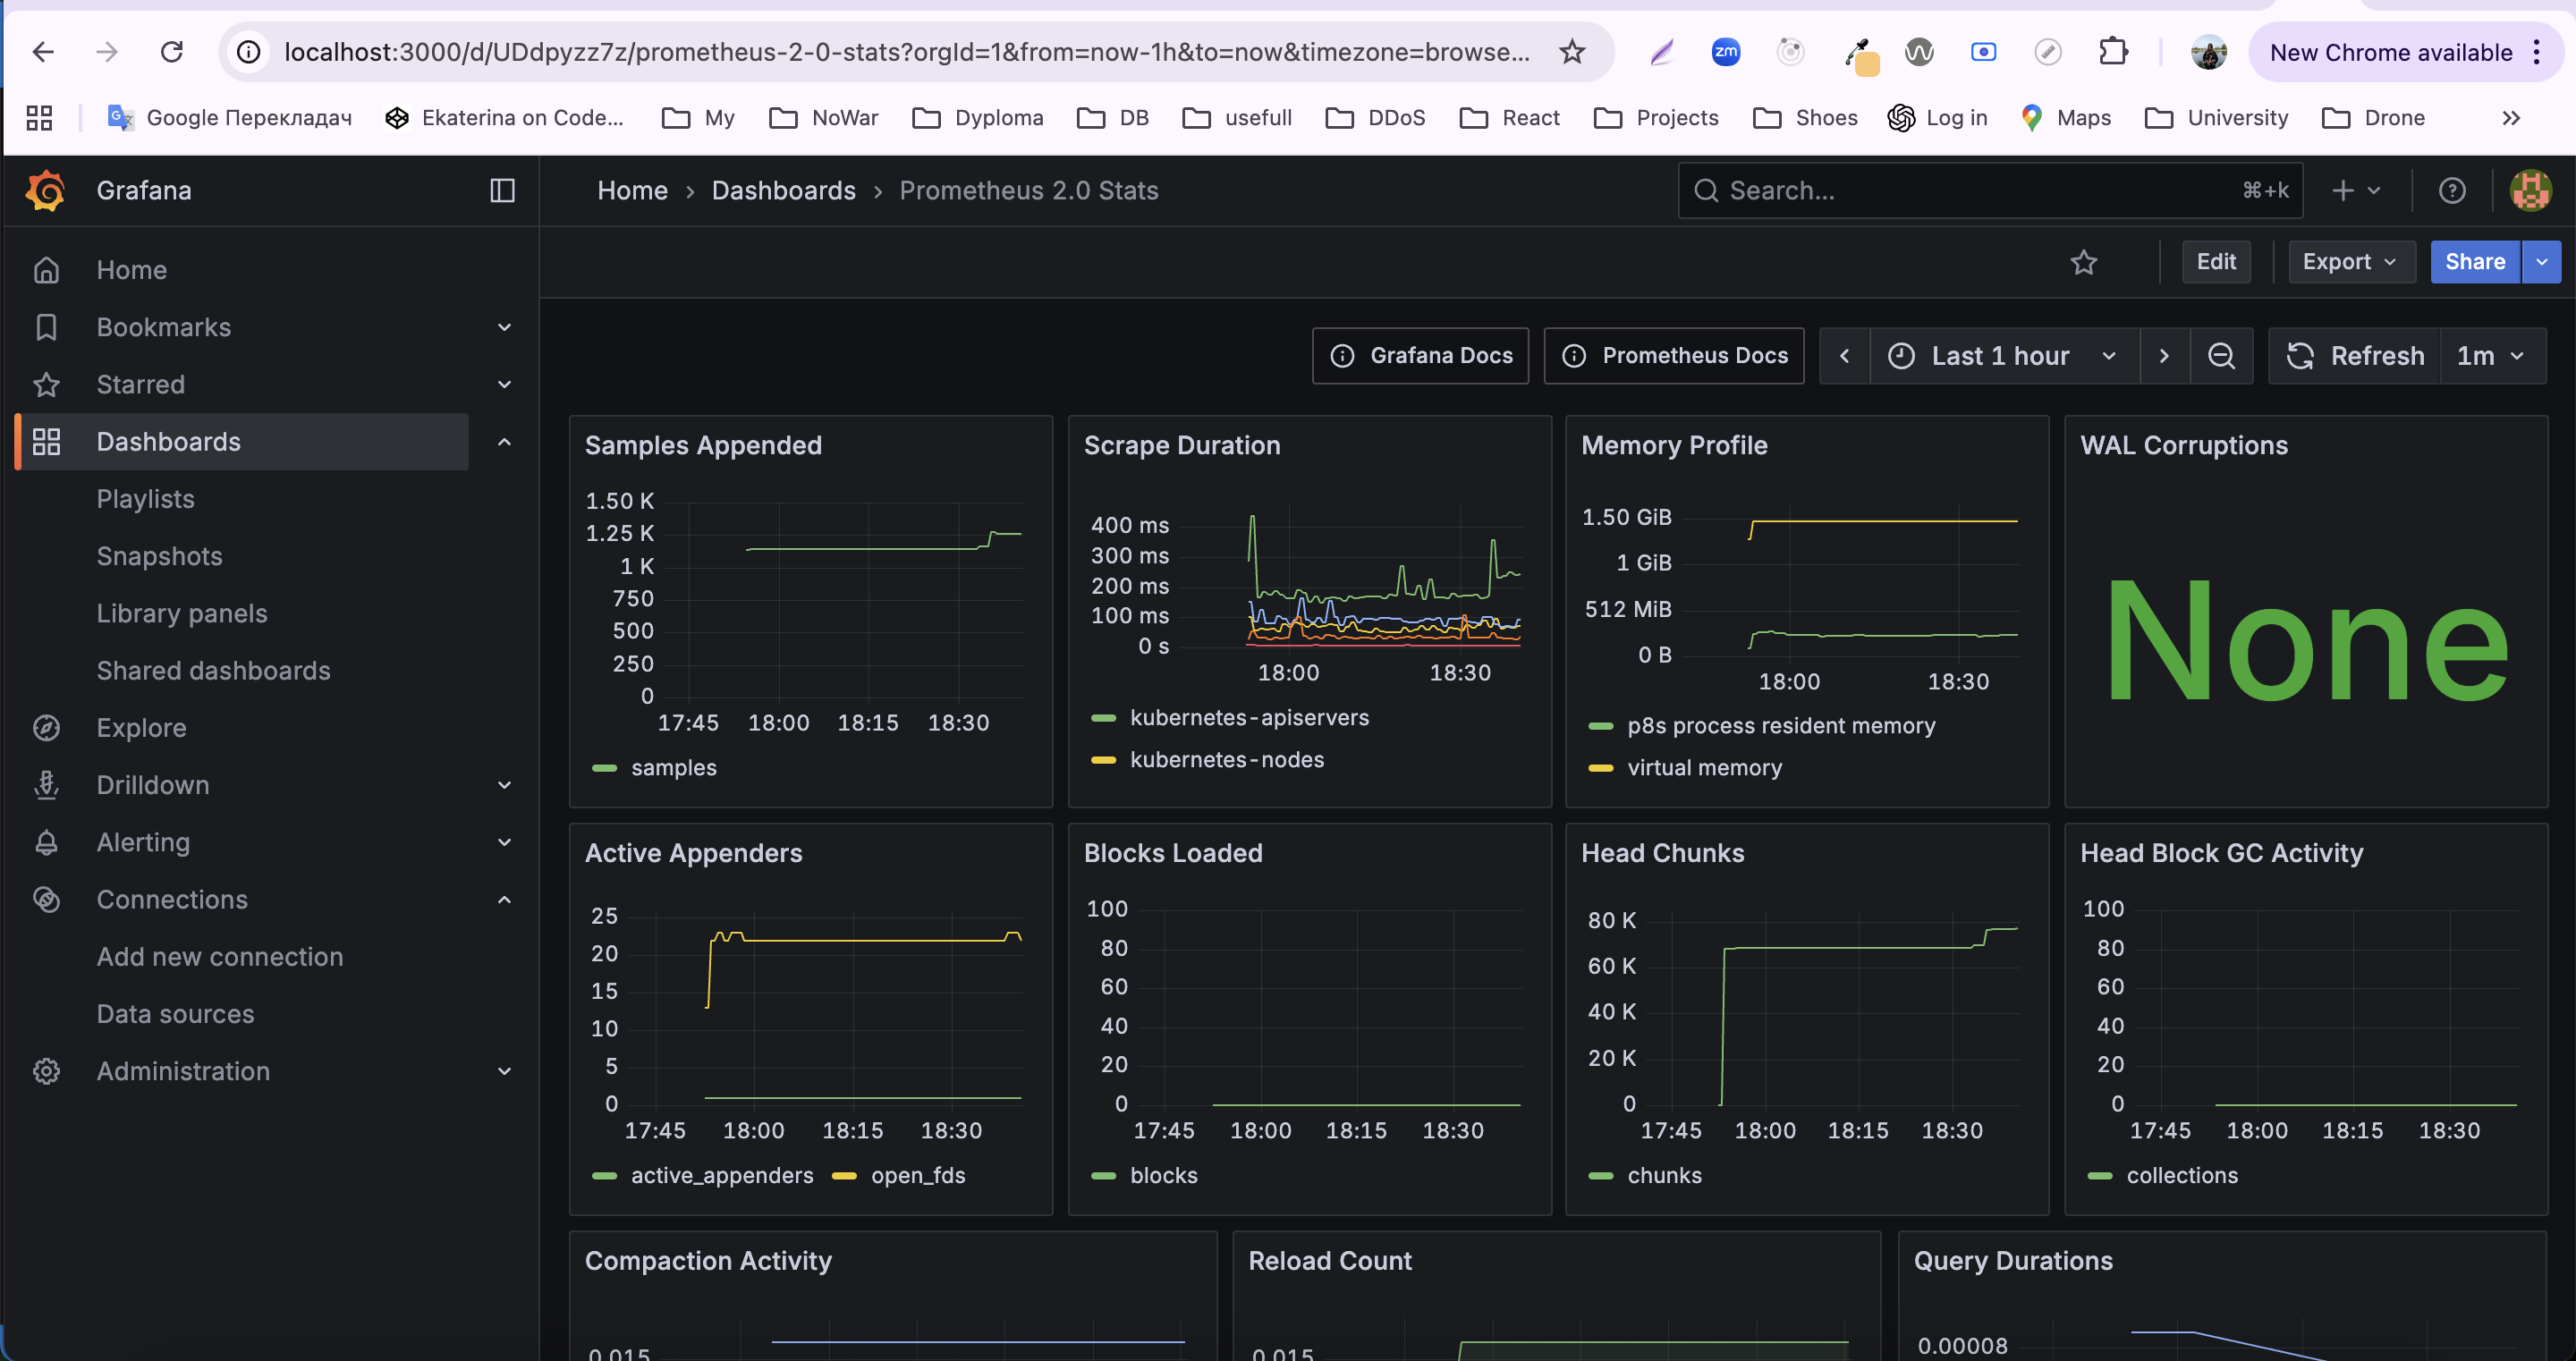 localhost:3000/d/UDdpyzz7z/prometheus-2-0-stats?orgId=1&from=now-1h&to=now&timezone=browse...
zm
New Chrome available
Google Перекладач
Ekaterina on Code...
My
NoWar
Dyploma
DB
usefull
DDoS
React
Projects
Shoes
Log in
Maps
University
Drone
Grafana
Home
Dashboards
Prometheus 2.0 Stats
Search...
⌘+k
Edit
Export
Share
Home
Bookmarks
Starred
Dashboards
Playlists
Snapshots
Library panels
Shared dashboards
Explore
Drilldown
Alerting
Connections
Add new connection
Data sources
Administration
Grafana Docs
Prometheus Docs
Last 1 hour
Refresh
1m
Samples Appended
1.50 K
1.25 K
1 K
750
500
250
0
17:45 18:00 18:15 18:30
samples
Scrape Duration
400 ms
300 ms
200 ms
100 ms
0 s
18:00 18:30
kubernetes-apiservers
kubernetes-nodes
Memory Profile
1.50 GiB
1 GiB
512 MiB
0 B
18:00 18:30
p8s process resident memory
virtual memory
WAL Corruptions
None
Active Appenders
25
20
15
10
5
0
17:45 18:00 18:15 18:30
active_appenders open_fds
Blocks Loaded
100
80
60
40
20
0
17:45 18:00 18:15 18:30
blocks
Head Chunks
80 K
60 K
40 K
20 K
0
17:45 18:00 18:15 18:30
chunks
Head Block GC Activity
100
80
60
40
20
0
17:45 18:00 18:15 18:30
collections
Compaction Activity
0.015
Reload Count
0.015
Query Durations
0.00008